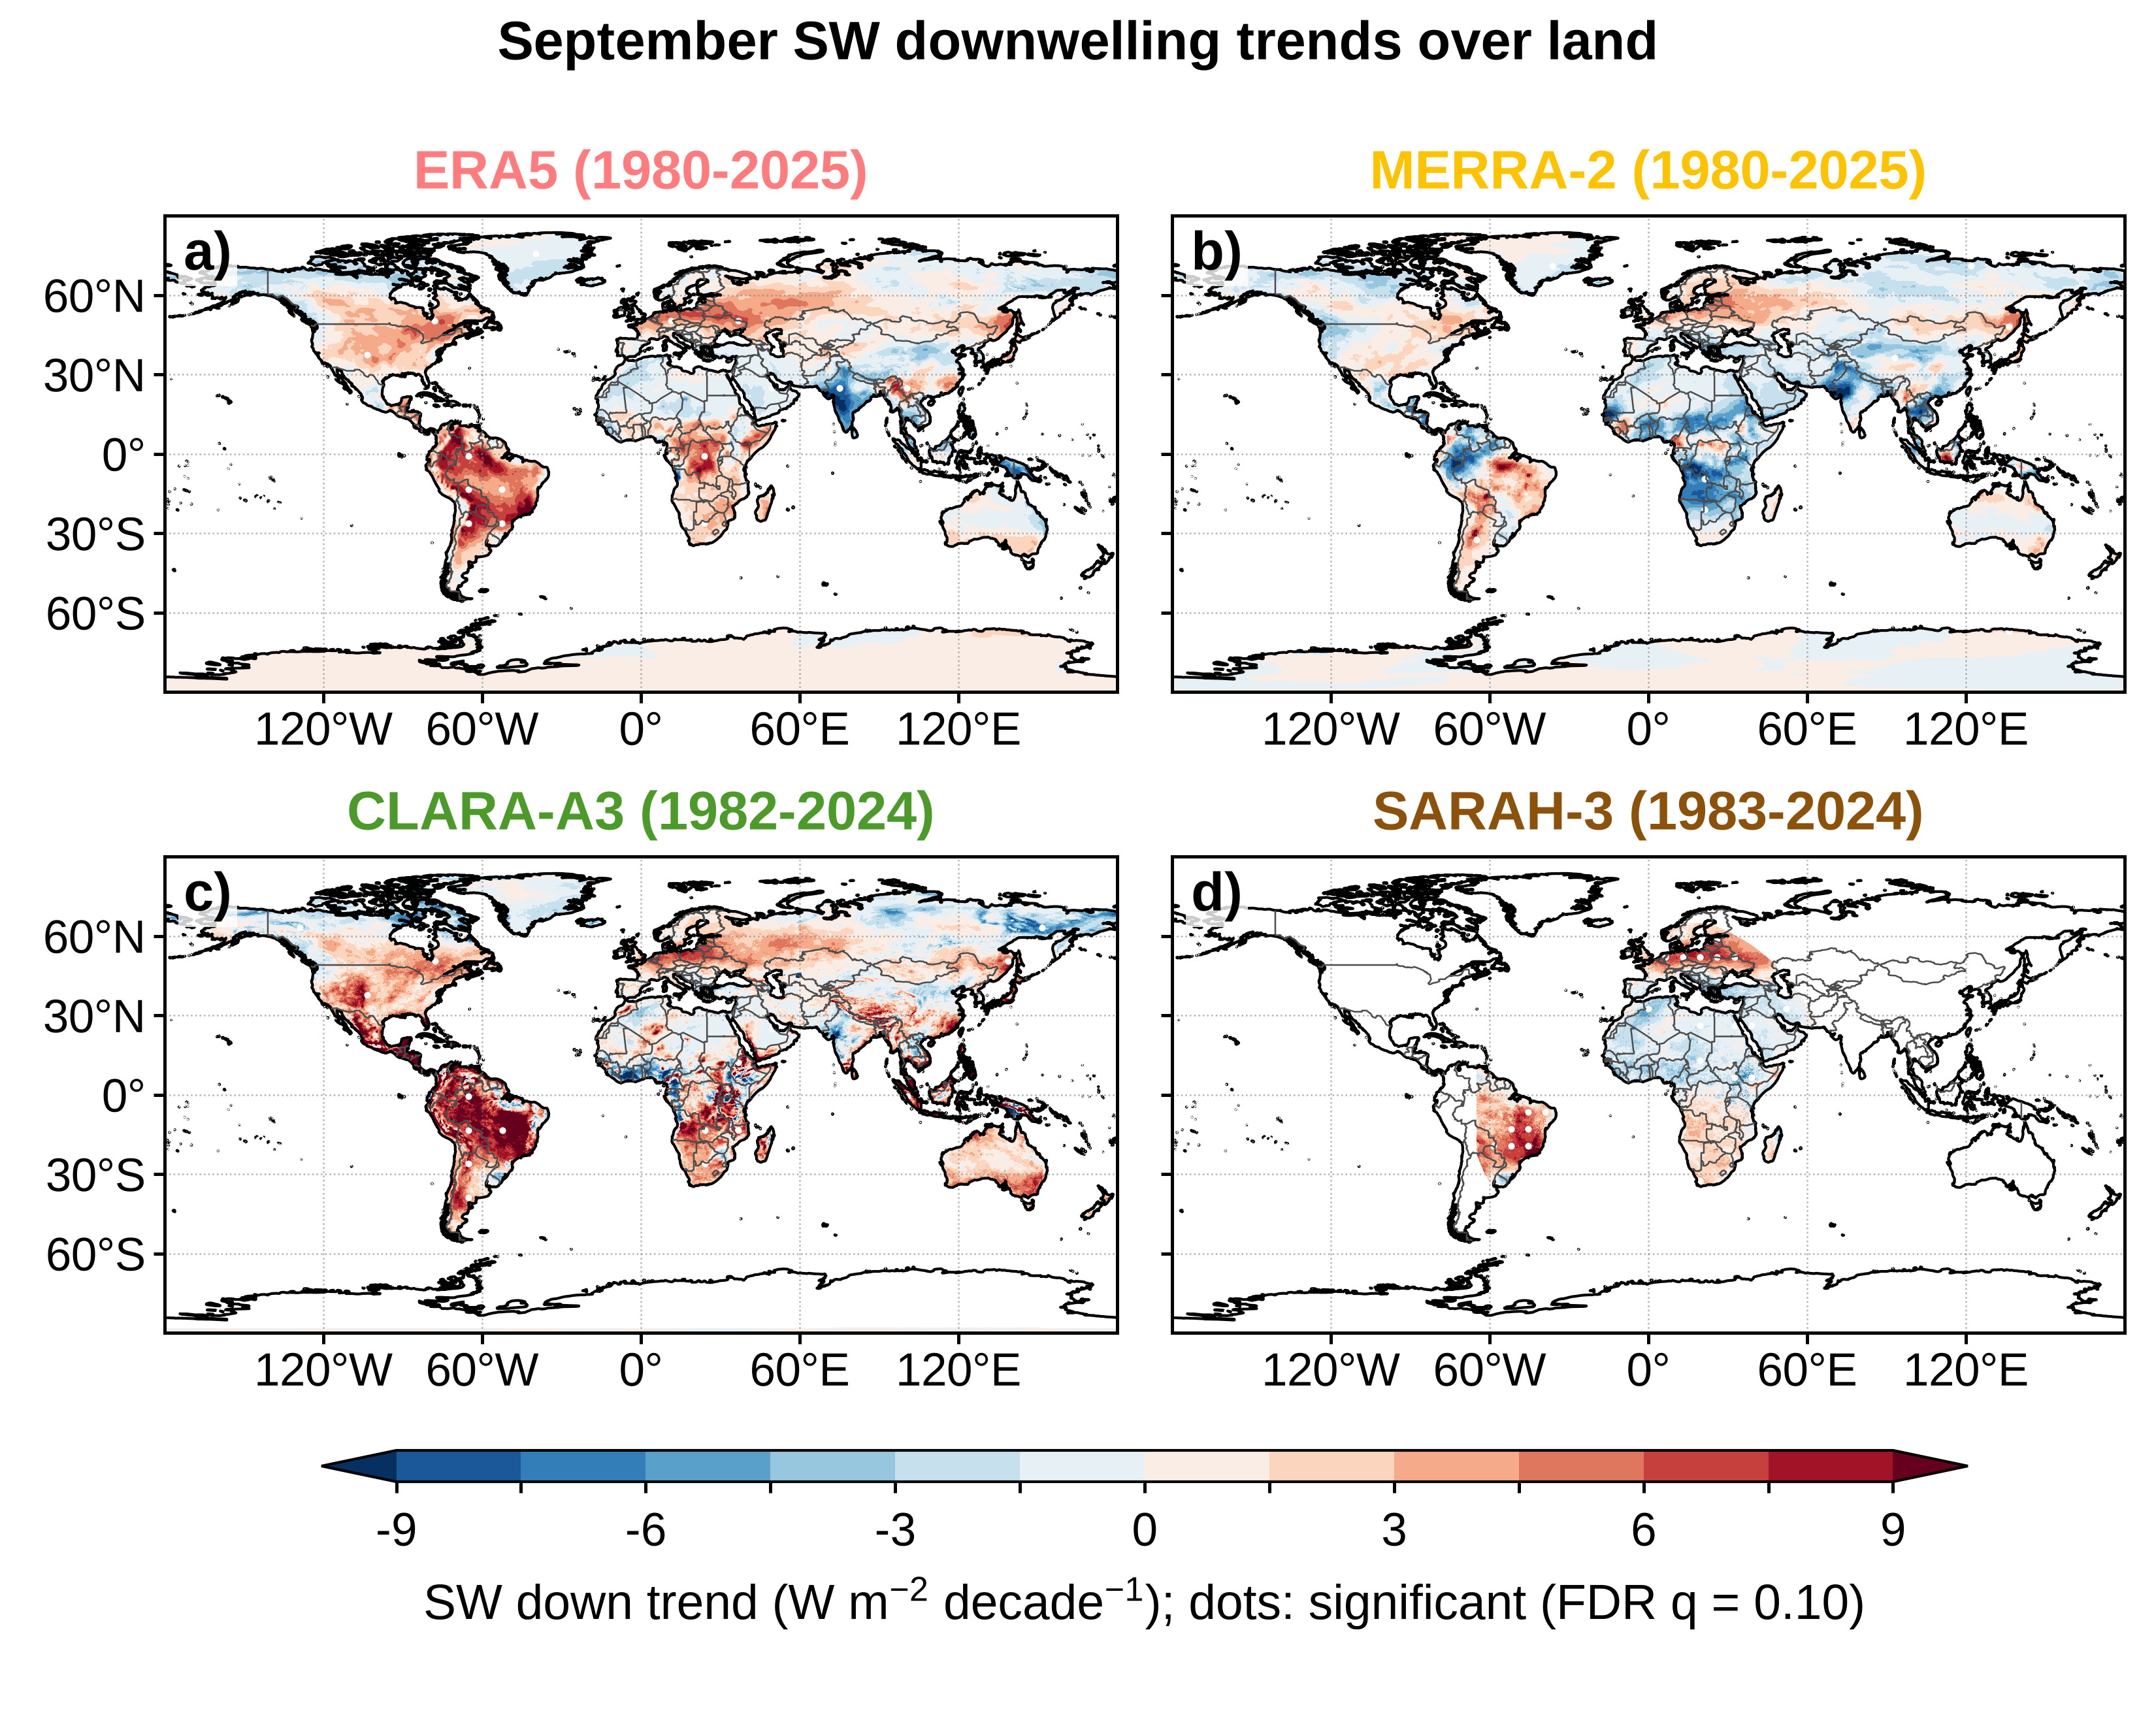 September SW downwelling trends over land
ERA5 (1980-2025)
MERRA-2 (1980-2025)
a)
b)
60°N
30°N
0°
30°S
60°S
120°W 60°W 0° 60°E 120°E
120°W 60°W 0° 60°E 120°E
CLARA-A3 (1982-2024)
SARAH-3 (1983-2024)
c)
d)
60°N
30°N
0°
30°S
60°S
120°W 60°W 0° 60°E 120°E
120°W 60°W 0° 60°E 120°E
-9 -6 -3 0 3 6 9
SW down trend (W m⁻² decade⁻¹); dots: significant (FDR q = 0.10)